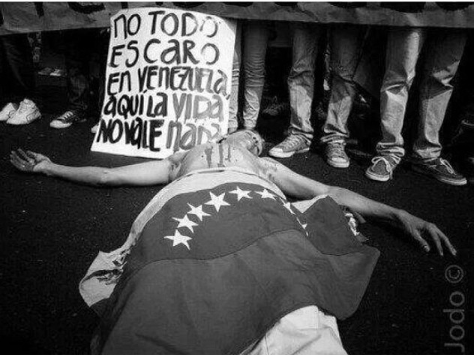 NO TODO
ES CARO
EN VENEZUELA,
AQUI LA VIDA
NO VALE NADA
Jodo ©